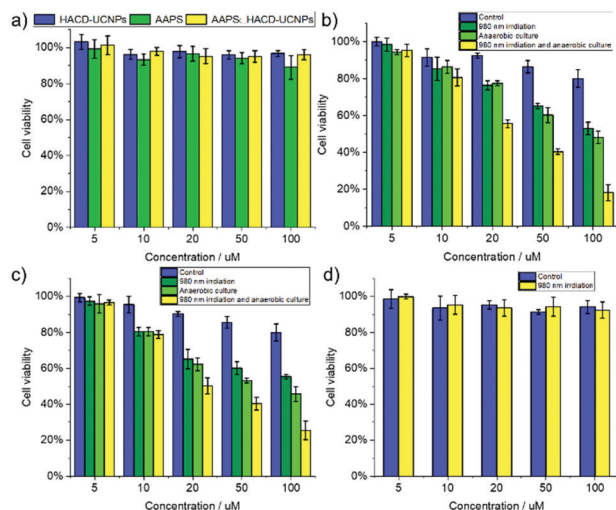 a)
HACD-UCNPs
AAPS
AAPS⊂HACD-UCNPs
Cell viability
100%
80%
60%
40%
20%
0%
5
10
20
50
100
Concentration / uM
b)
Control
980 nm irridiation
Anaerobic culture
980 nm irridiation and anaerobic culture
Cell viability
100%
80%
60%
40%
20%
0%
5
10
20
50
100
Concentration / uM
c)
Control
980 nm irrdiation
Anaerobic culture
980 nm irridiation and anaerobic culture
Cell viability
100%
80%
60%
40%
20%
0%
5
10
20
50
100
Concentration / uM
d)
Control
980 nm irridiation
Cell viability
100%
80%
60%
40%
20%
0%
5
10
20
50
100
Concentration / uM